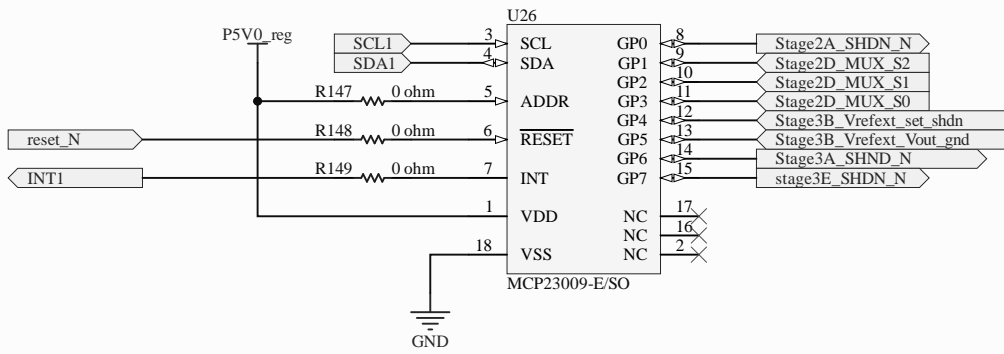 U26
P5V0_reg
SCL1 3 SCL GP0 8 Stage2A_SHDN_N
SDA1 4 SDA GP1 9 Stage2D_MUX_S2
GP2 10 Stage2D_MUX_S1
R147 0 ohm 5 ADDR GP3 11 Stage2D_MUX_S0
GP4 12 Stage3B_Vrefext_set_shdn
reset_N R148 0 ohm 6 RESET GP5 13 Stage3B_Vrefext_Vout_gnd
GP6 14 Stage3A_SHND_N
INT1 R149 0 ohm 7 INT GP7 15 stage3E_SHDN_N
1 VDD NC 17
NC 16
18 VSS NC 2
MCP23009-E/SO
GND